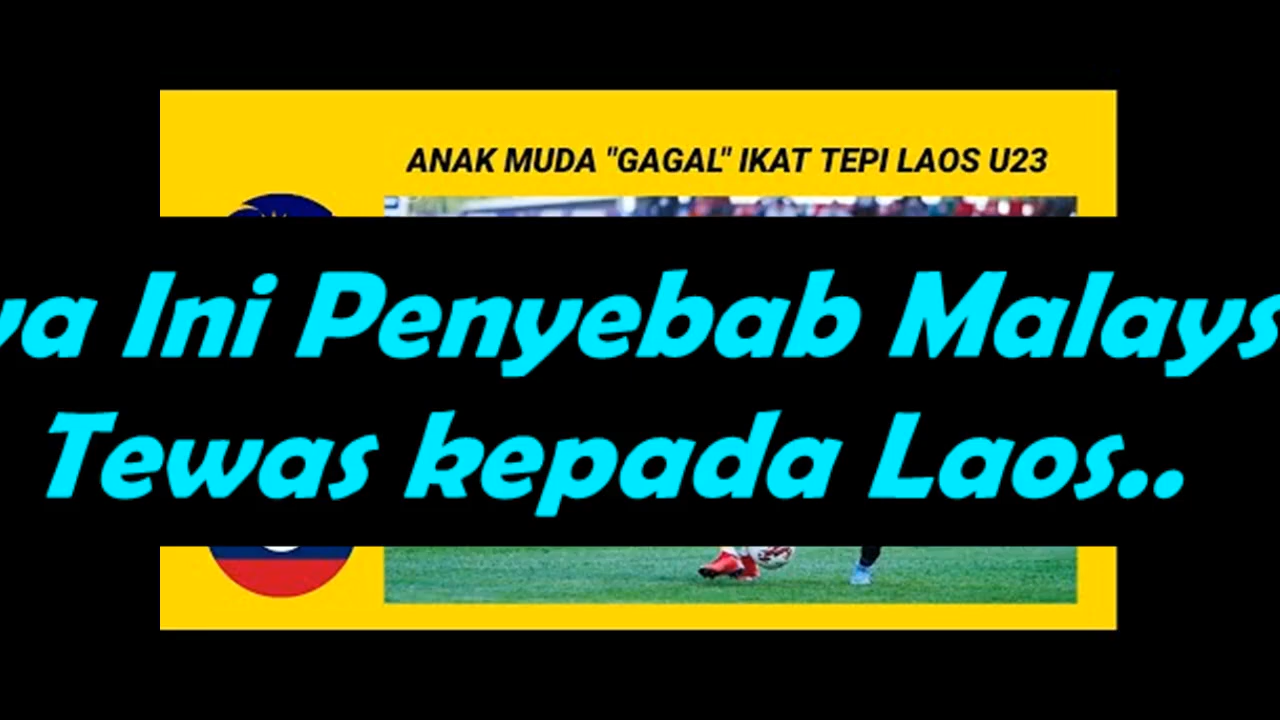 ANAK MUDA "GAGAL" IKAT TEPI LAOS U23
Ini Penyebab
Tewas kepada Laos..